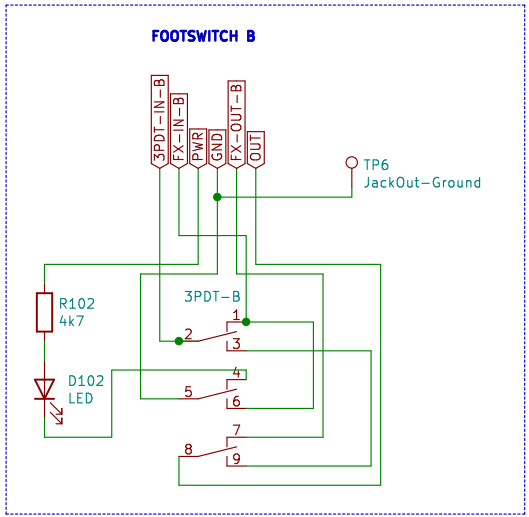 FOOTSWITCH B
3PDT-IN-B
FX-IN-B
PWR
GND
FX-OUT-B
OUT
TP6
JackOut-Ground
R102
4k7
D102
LED
3PDT-B
1
2
3
4
5
6
7
8
9